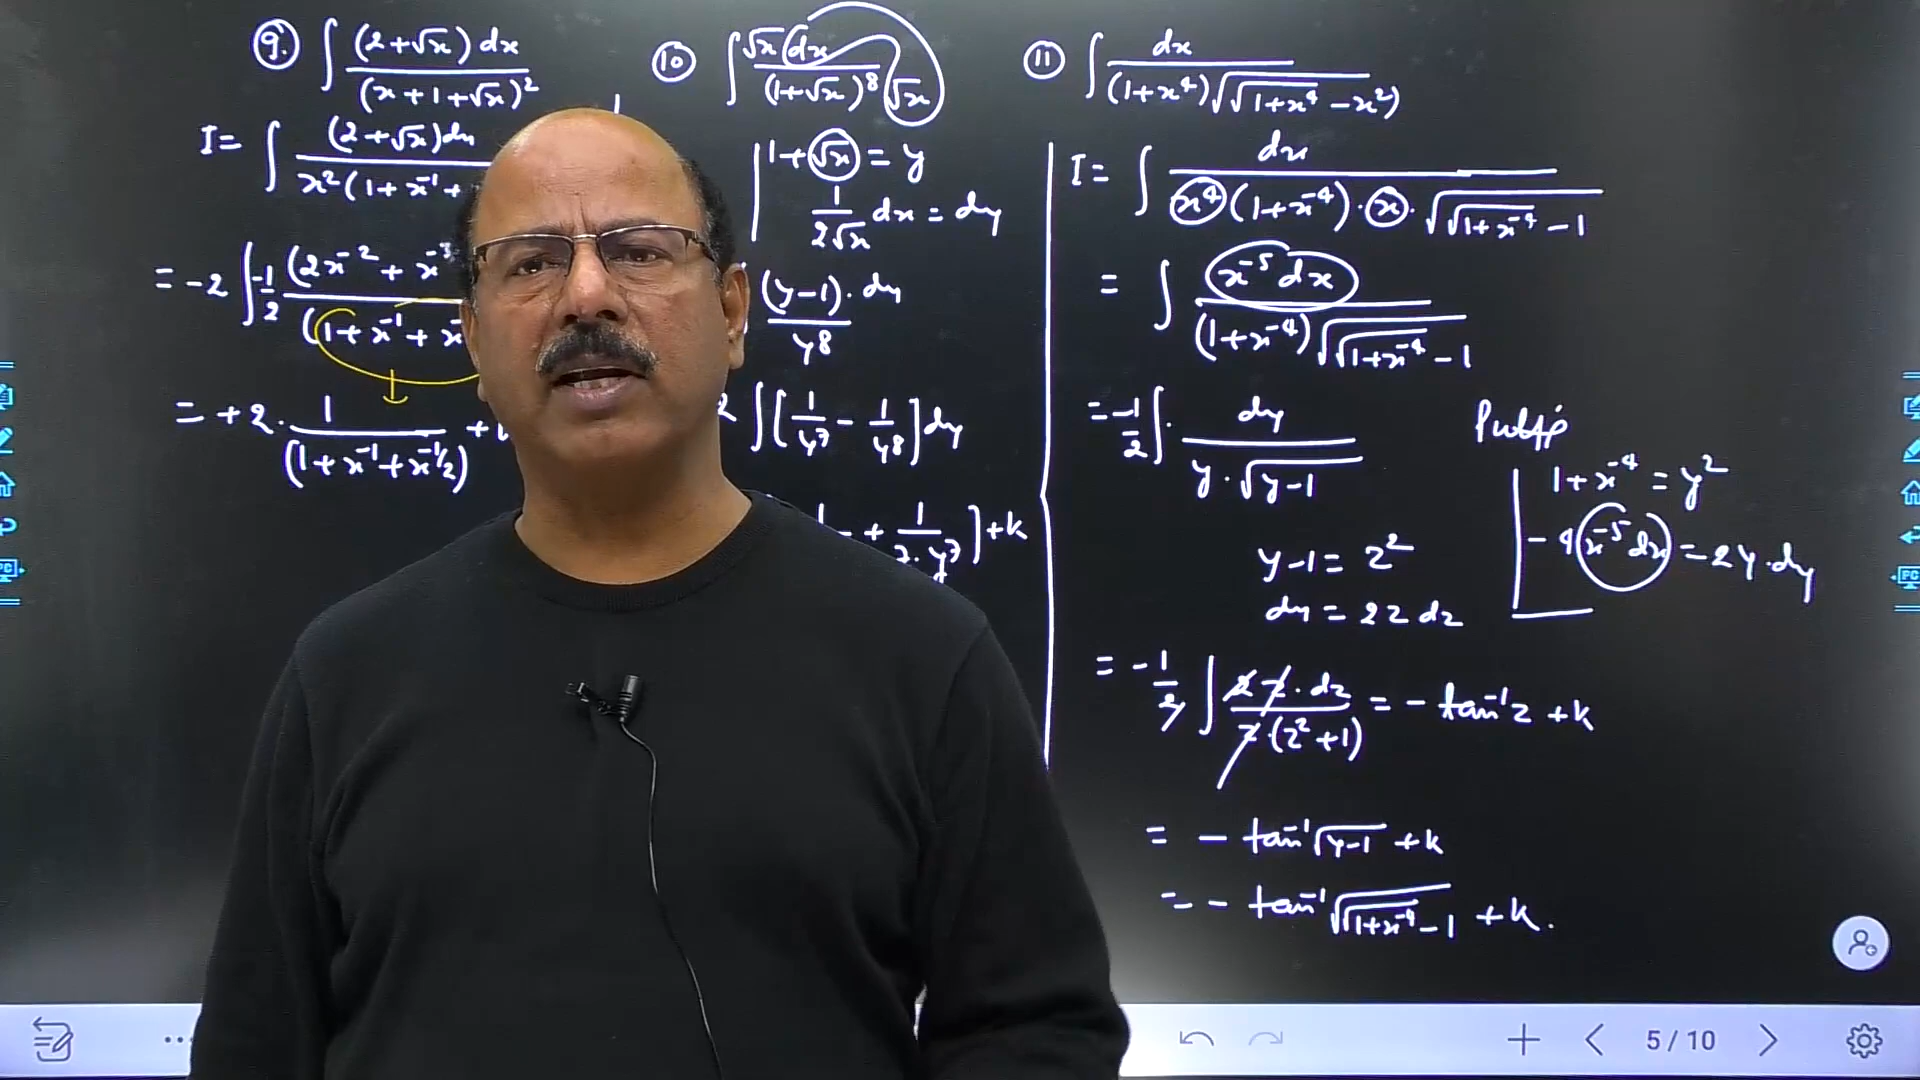 ⑨. ∫ (2+√x) dx / (x+1+√x)²
I = ∫ (2+√x)dx / x²(1+x⁻¹+
= -2 ∫ -1/2 (2x⁻²+x⁻³ / (1+x⁻¹+x⁻
= +2. 1 / (1+x⁻¹+x⁻¹/²) +
⑩ ∫ √x dx / (1+√x)⁸ √x
1+√x = y
1/2√x dx = dy
(y-1).dy / y⁸
2 ∫ [1/y⁷ - 1/y⁸] dy
+ 1/7.y⁷] + k
⑪ ∫ dx / (1+x⁴)√(√(1+x⁴) -x²)
I = ∫ dx / x⁴(1+x⁻⁴).x.√(√(1+x⁻⁴) -1)
= ∫ x⁻⁵ dx / (1+x⁻⁴)√(√(1+x⁻⁴) -1)
= -1/2 ∫. dy / y.√(y-1)
1+x⁻⁴ = y²
-4 x⁻⁵ dx = 2y.dy
y-1 = z²
dy = 2z dz
= -1/2 ∫ 2z.dz / z.(z²+1) = - tan⁻¹z + k
= - tan⁻¹√(y-1) + k
= - tan⁻¹√(√(1+x⁻⁴) -1) + k.
5 / 10